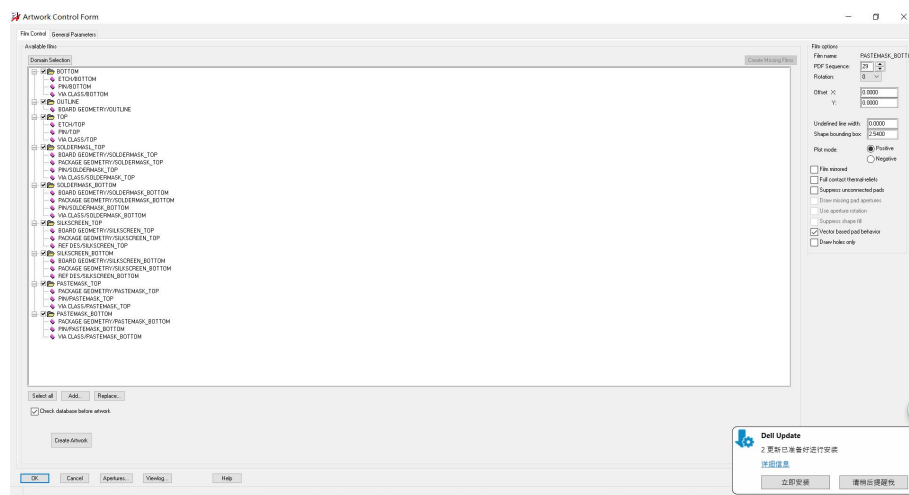 Artwork Control Form
Film Control General Parameters
Available films
Domain Selection
Create Missing Films
BOTTOM
ETCH/BOTTOM
PIN/BOTTOM
VIA CLASS/BOTTOM
OUTLINE
BOARD GEOMETRY/OUTLINE
TOP
ETCH/TOP
PIN/TOP
VIA CLASS/TOP
SOLDERMASL_TOP
BOARD GEOMETRY/SOLDERMASK_TOP
PACKAGE GEOMETRY/SOLDERMASK_TOP
PIN/SOLDERMASK_TOP
VIA CLASS/SOLDERMASK_TOP
SOLDERMASK_BOTTOM
BOARD GEOMETRY/SOLDERMASK_BOTTOM
PACKAGE GEOMETRY/SOLDERMASK_BOTTOM
PIN/SOLDERMASK_BOTTOM
VIA CLASS/SOLDERMASK_BOTTOM
SILKSCREEN_TOP
BOARD GEOMETRY/SILKSCREEN_TOP
PACKAGE GEOMETRY/SILKSCREEN_TOP
REF DES/SILKSCREEN_TOP
SILKSCREEN_BOTTOM
BOARD GEOMETRY/SILKSCREEN_BOTTOM
PACKAGE GEOMETRY/SILKSCREEN_BOTTOM
REF DES/SILKSCREEN_BOTTOM
PASTEMASK_TOP
PACKAGE GEOMETRY/PASTEMASK_TOP
PIN/PASTEMASK_TOP
VIA CLASS/PASTEMASK_TOP
PASTEMASK_BOTTOM
PACKAGE GEOMETRY/PASTEMASK_BOTTOM
PIN/PASTEMASK_BOTTOM
VIA CLASS/PASTEMASK_BOTTOM
Select all Add... Replace...
Check database before artwork
Create Artwork
OK Cancel Apertures... Viewlog... Help
Film options
Film name: PASTEMASK_BOTT
PDF Sequence: 29
Rotation: 0
Offset X: 0.0000
Y: 0.0000
Undefined line width: 0.0000
Shape bounding box: 2.5400
Plot mode: Positive
Negative
Film mirrored
Full contact thermal-reliefs
Suppress unconnected pads
Draw missing pad apertures
Use aperture rotation
Suppress shape fill
Vector based pad behavior
Draw holes only
Dell Update
2 更新已准备好进行安装
详细信息
立即安装 请稍后提醒我